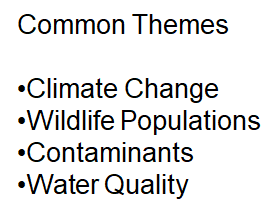 Common Themes
•Climate Change
•Wildlife Populations
•Contaminants
•Water Quality